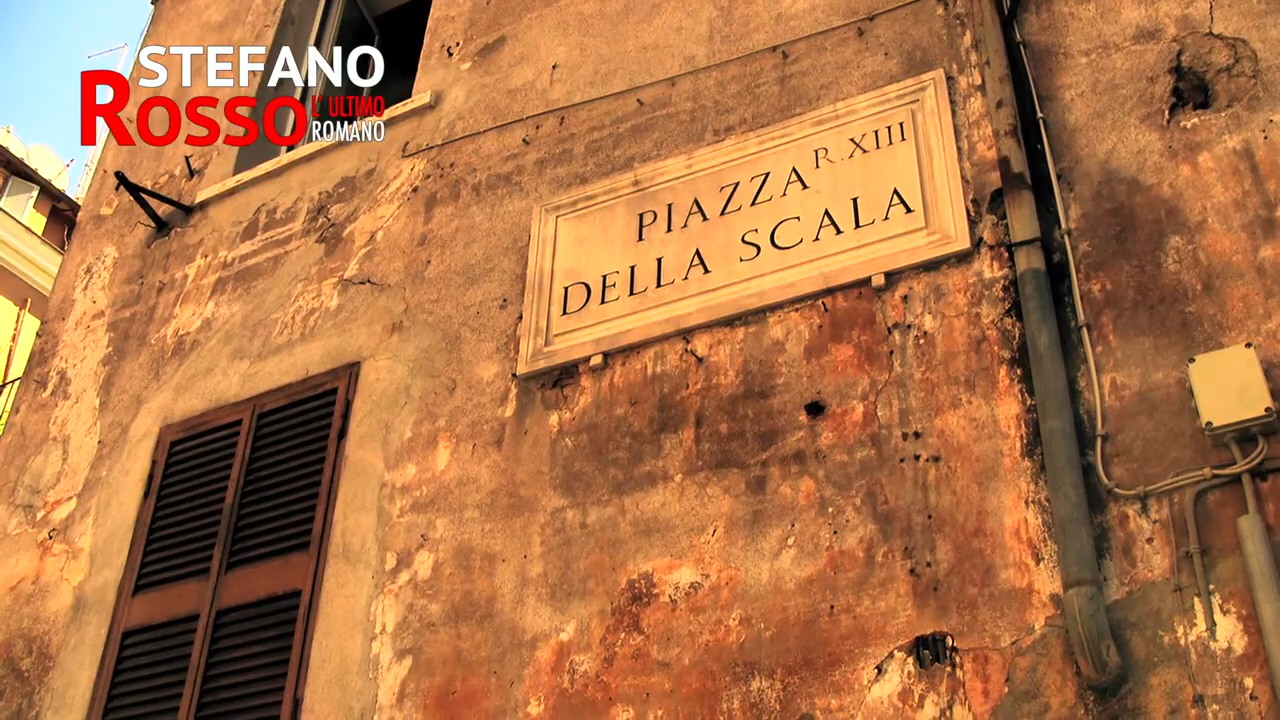 STEFANO
ROSSO
L'ULTIMO
ROMANO
PIAZZA R. XIII
DELLA SCALA